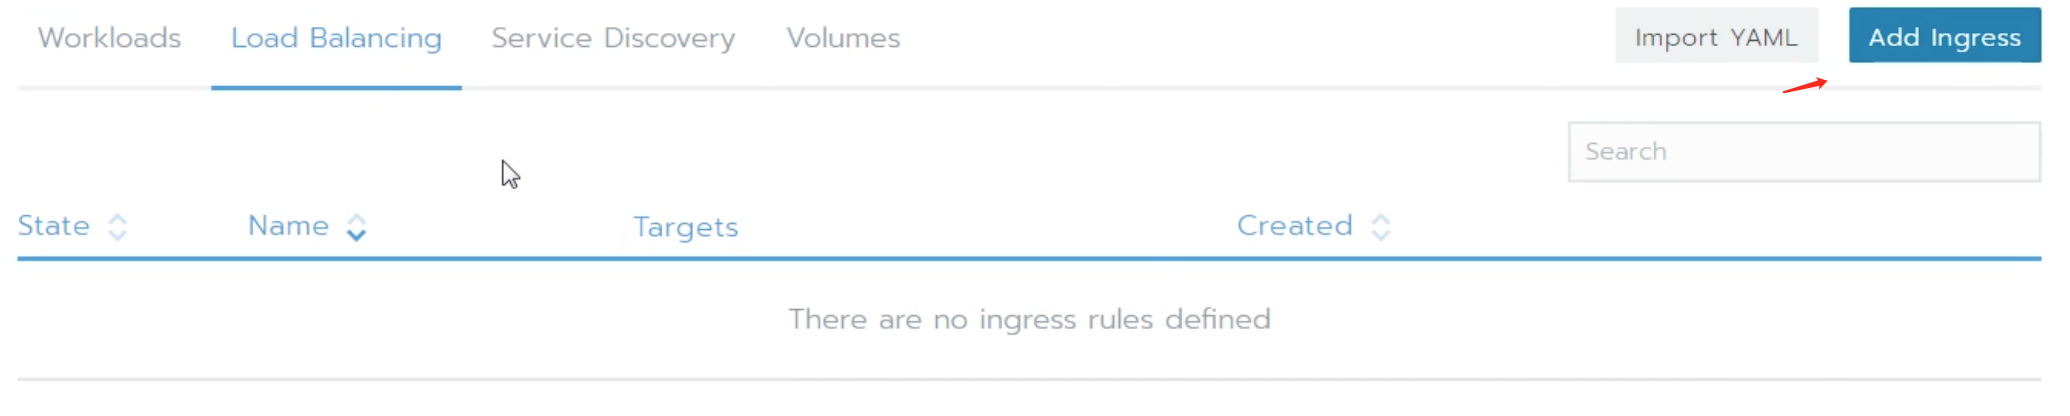 Workloads Load Balancing Service Discovery Volumes Import YAML Add Ingress
Search
State Name Targets Created
There are no ingress rules defined